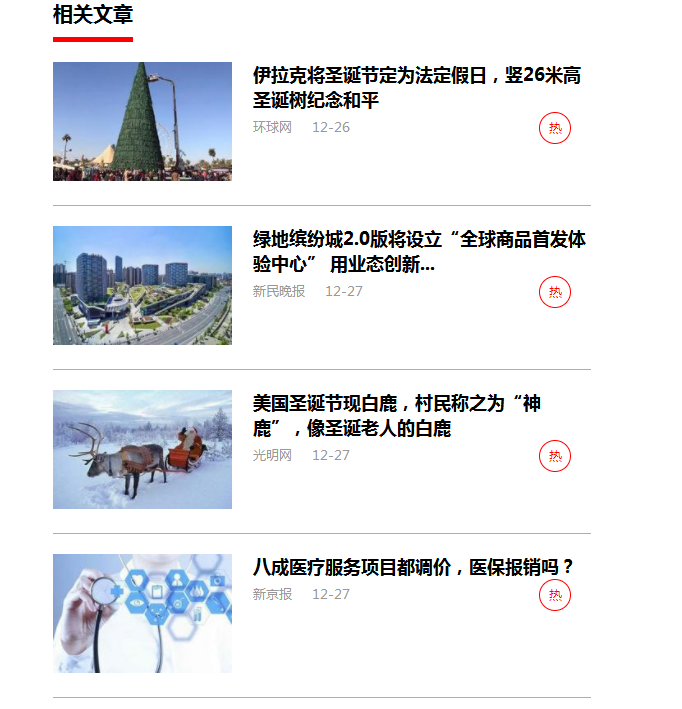 相关文章
伊拉克将圣诞节定为法定假日，竖26米高
圣诞树纪念和平
环球网 12-26
热
绿地缤纷城2.0版将设立“全球商品首发体
验中心” 用业态创新...
新民晚报 12-27
热
美国圣诞节现白鹿，村民称之为“神
鹿”，像圣诞老人的白鹿
光明网 12-27
热
八成医疗服务项目都调价，医保报销吗？
新京报 12-27
热